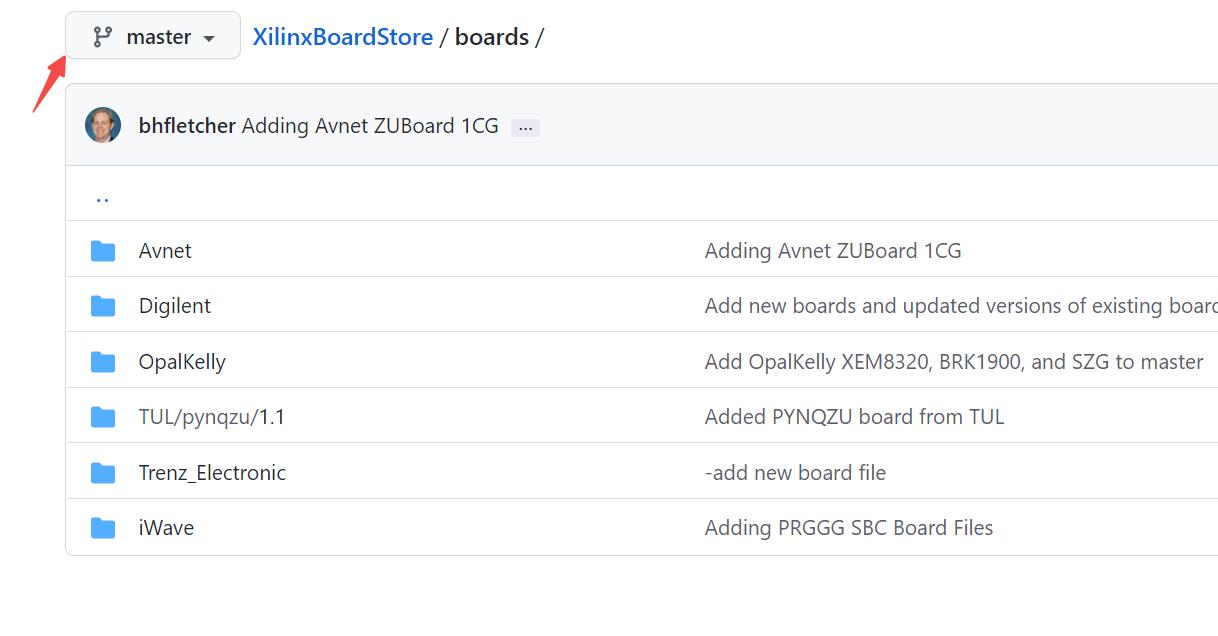 master XilinxBoardStore / boards /
bhfletcher Adding Avnet ZUBoard 1CG ...
..
Avnet Adding Avnet ZUBoard 1CG
Digilent Add new boards and updated versions of existing boarc
OpalKelly Add OpalKelly XEM8320, BRK1900, and SZG to master
TUL/pynqzu/1.1 Added PYNQZU board from TUL
Trenz_Electronic -add new board file
iWave Adding PRGGG SBC Board Files